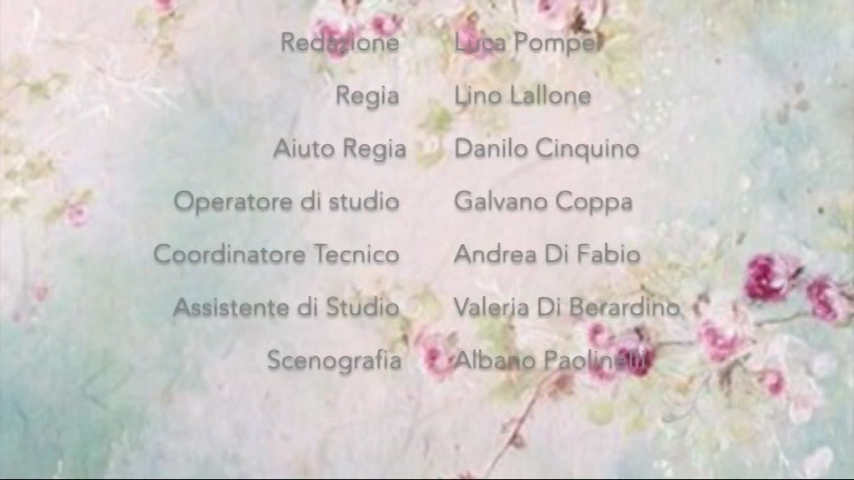 Redazione Luca Pompei
Regia Lino Lallone
Aiuto Regia Danilo Cinquino
Operatore di studio Galvano Coppa
Coordinatore Tecnico Andrea Di Fabio
Assistente di Studio Valeria Di Berardino
Scenografia Albano Paolinelli